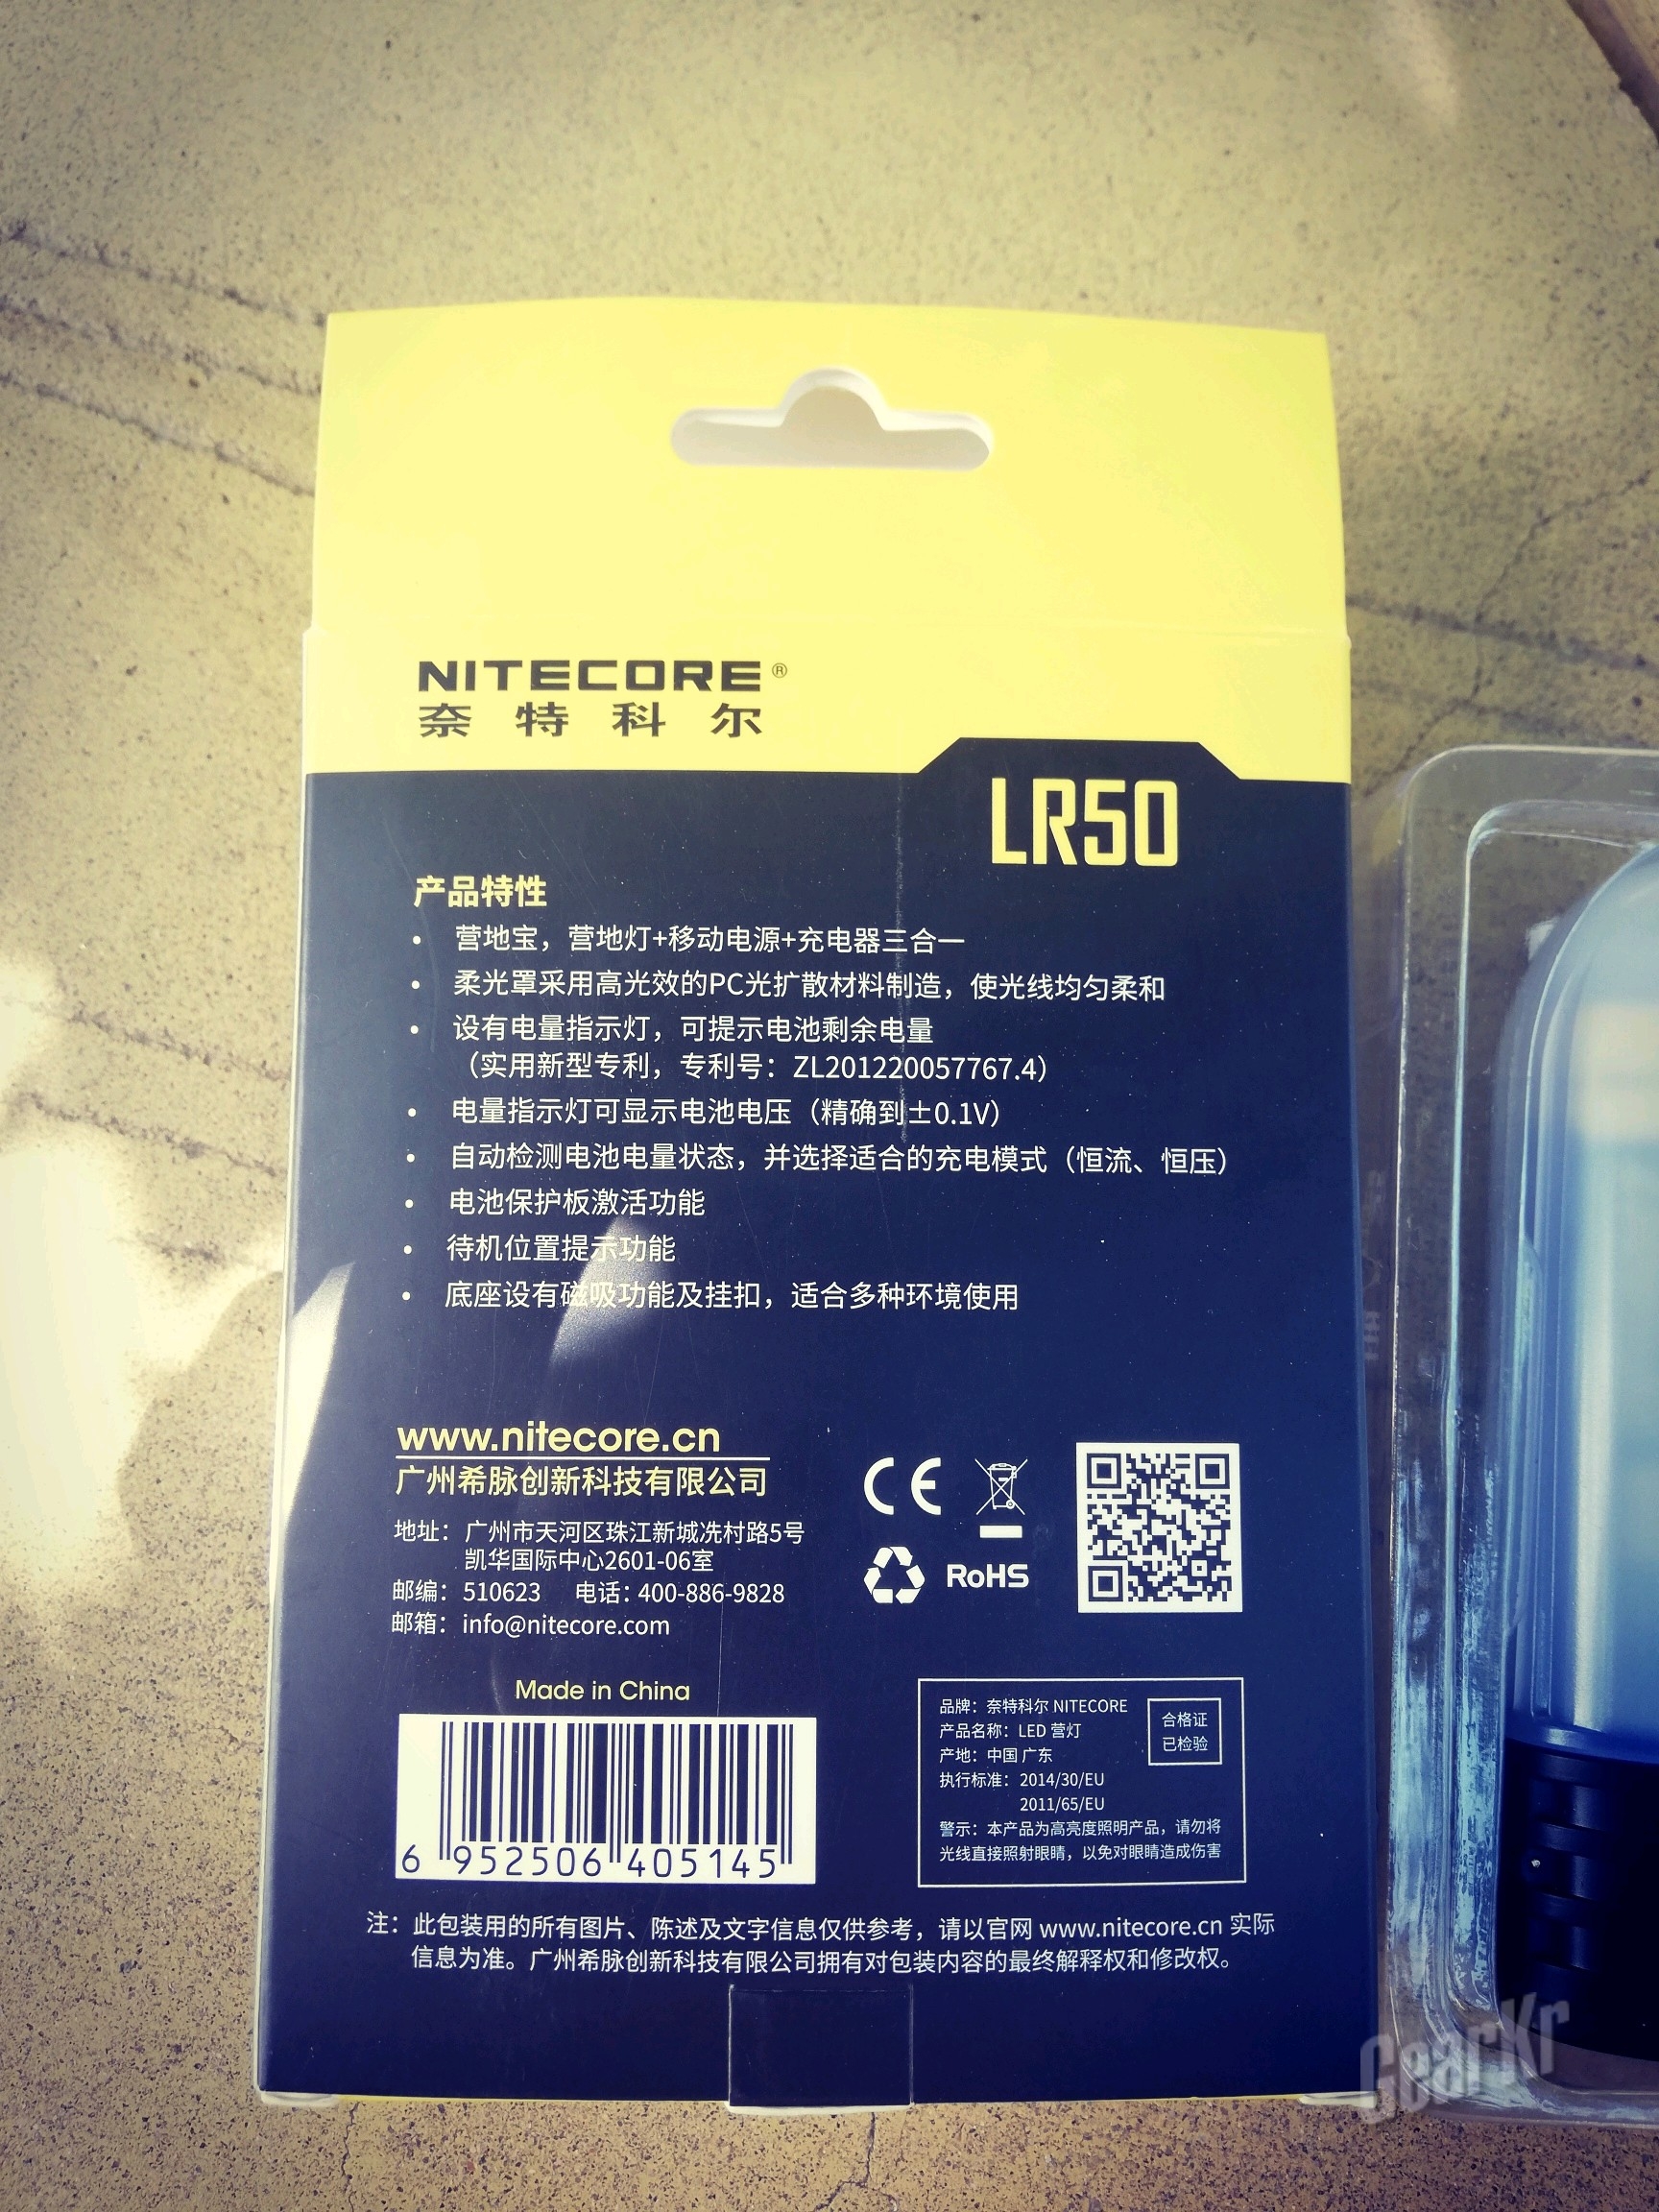 NITECORE®
奈特科尔
LR50
产品特性
• 营地宝，营地灯+移动电源+充电器三合一
• 柔光罩采用高光效的PC光扩散材料制造，使光线均匀柔和
• 设有电量指示灯，可提示电池剩余电量
（实用新型专利，专利号：ZL201220057767.4）
• 电量指示灯可显示电池电压（精确到±0.1V）
• 自动检测电池电量状态，并选择适合的充电模式（恒流、恒压）
• 电池保护板激活功能
• 待机位置提示功能
• 底座设有磁吸功能及挂扣，适合多种环境使用
www.nitecore.cn
广州希脉创新科技有限公司
地址：广州市天河区珠江新城冼村路5号
凯华国际中心2601-06室
邮编：510623 电话：400-886-9828
邮箱：info@nitecore.com
CE
RoHS
Made in China
6 952506 405145
品牌：奈特科尔 NITECORE
产品名称：LED 营灯
产地：中国 广东
执行标准：2014/30/EU
2011/65/EU
警示：本产品为高亮度照明产品，请勿将
光线直接照射眼睛，以免对眼睛造成伤害
合格证
已检验
注：此包装用的所有图片、陈述及文字信息仅供参考，请以官网 www.nitecore.cn 实际
信息为准。广州希脉创新科技有限公司拥有对包装内容的最终解释权和修改权。
GearKr